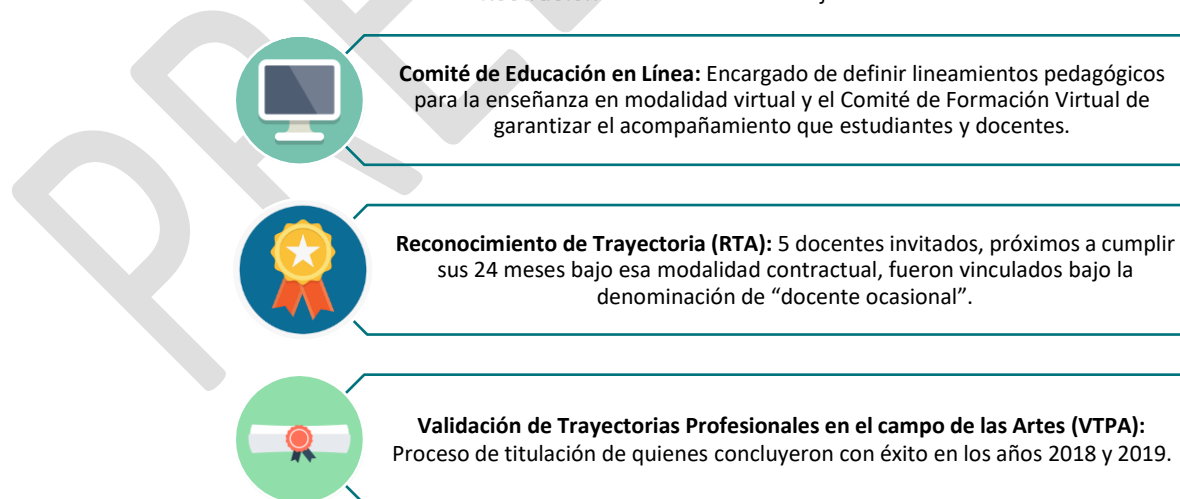 Comité de Educación en Línea: Encargado de definir lineamientos pedagógicos
para la enseñanza en modalidad virtual y el Comité de Formación Virtual de
garantizar el acompañamiento que estudiantes y docentes.
Reconocimiento de Trayectoria (RTA): 5 docentes invitados, próximos a cumplir
sus 24 meses bajo esa modalidad contractual, fueron vinculados bajo la
denominación de “docente ocasional”.
Validación de Trayectorias Profesionales en el campo de las Artes (VTPA):
Proceso de titulación de quienes concluyeron con éxito en los años 2018 y 2019.